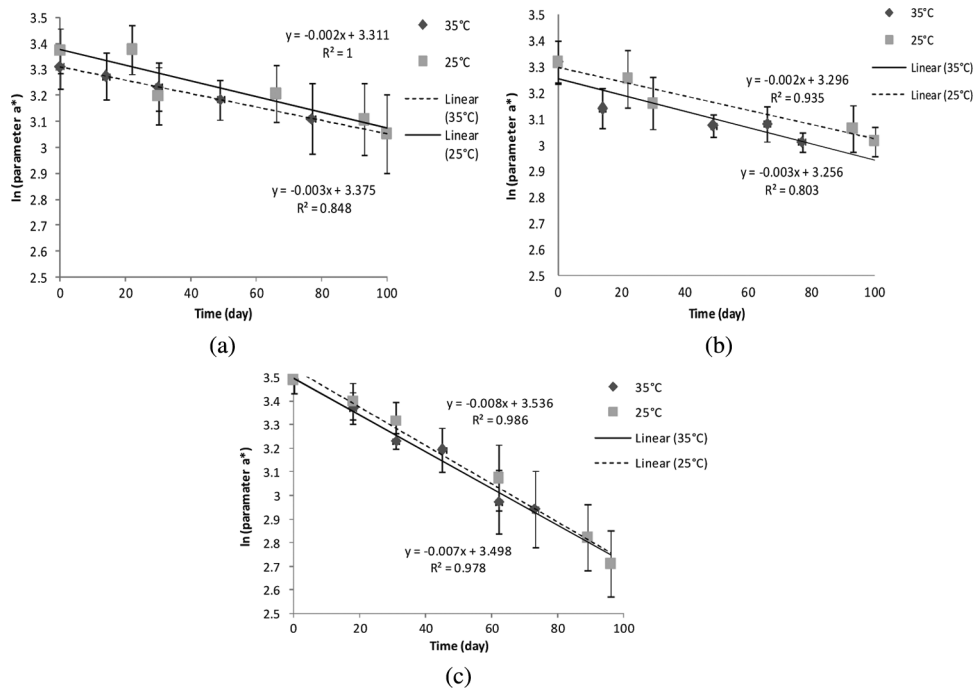 3.5
3.4
3.3
3.2
3.1
3
2.9
2.8
2.7
2.6
2.5
ln (parameter a*)
0
20
40
60
80
100
Time (day)
y = -0.002x + 3.311
R² = 1
y = -0.003x + 3.375
R² = 0.848
35°C
25°C
Linear
(35°C)
Linear
(25°C)
(a)
3.5
3.4
3.3
3.2
3.1
3
2.9
2.8
2.7
2.6
2.5
ln (parameter a*)
0
20
40
60
80
100
Time (day)
y = -0.002x + 3.296
R² = 0.935
y = -0.003x + 3.256
R² = 0.803
35°C
25°C
Linear (35°C)
Linear (25°C)
(b)
3.5
3.4
3.3
3.2
3.1
3
2.9
2.8
2.7
2.6
2.5
ln (paramater a*)
0
20
40
60
80
100
Time (day)
y = -0.008x + 3.536
R² = 0.986
y = -0.007x + 3.498
R² = 0.978
35°C
25°C
Linear (35°C)
Linear (25°C)
(c)